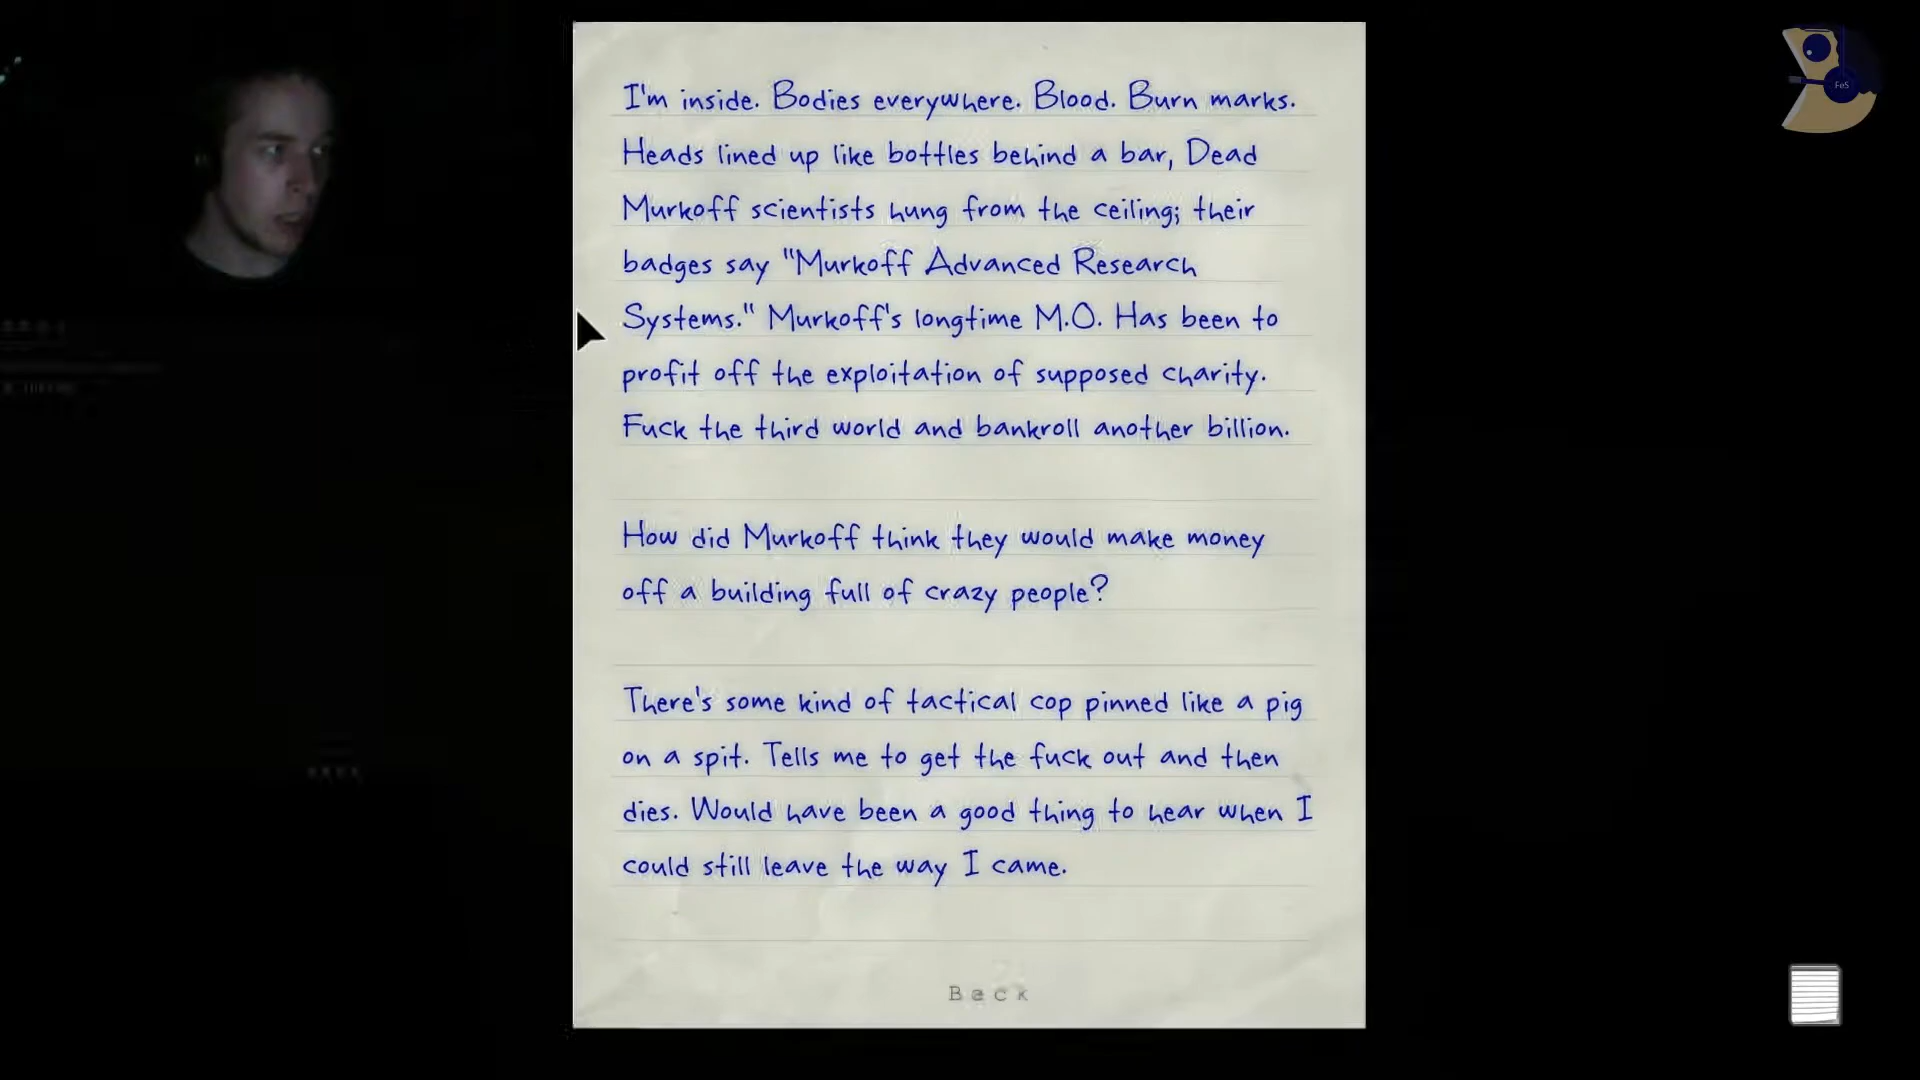 I'm inside. Bodies everywhere. Blood. Burn marks.
Heads lined up like bottles behind a bar, Dead
Murkoff scientists hung from the ceiling; their
badges say "Murkoff Advanced Research
Systems." Murkoff's longtime M.O. Has been to
profit off the exploitation of supposed charity.
Fuck the third world and bankroll another billion.
How did Murkoff think they would make money
off a building full of crazy people?
There's some kind of tactical cop pinned like a pig
on a spit. Tells me to get the fuck out and then
dies. Would have been a good thing to hear when I
could still leave the way I came.
Back
FeS